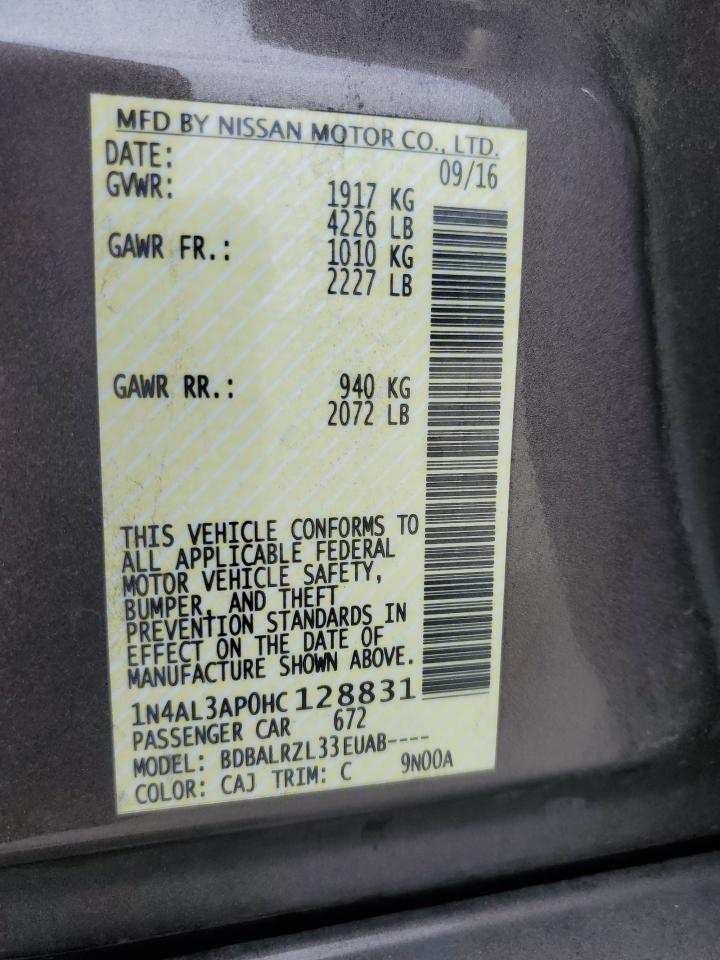 MFD BY NISSAN MOTOR CO., LTD.
DATE: 09/16
GVWR: 1917 KG
4226 LB
GAWR FR.: 1010 KG
2227 LB
GAWR RR.: 940 KG
2072 LB
THIS VEHICLE CONFORMS TO
ALL APPLICABLE FEDERAL
MOTOR VEHICLE SAFETY,
BUMPER, AND THEFT
PREVENTION STANDARDS IN
EFFECT ON THE DATE OF
MANUFACTURE SHOWN ABOVE.
1N4AL3AP0HC128831
PASSENGER CAR 672
MODEL: BDBALRZL33EUAB----
COLOR: CAJ TRIM: C 9N00A